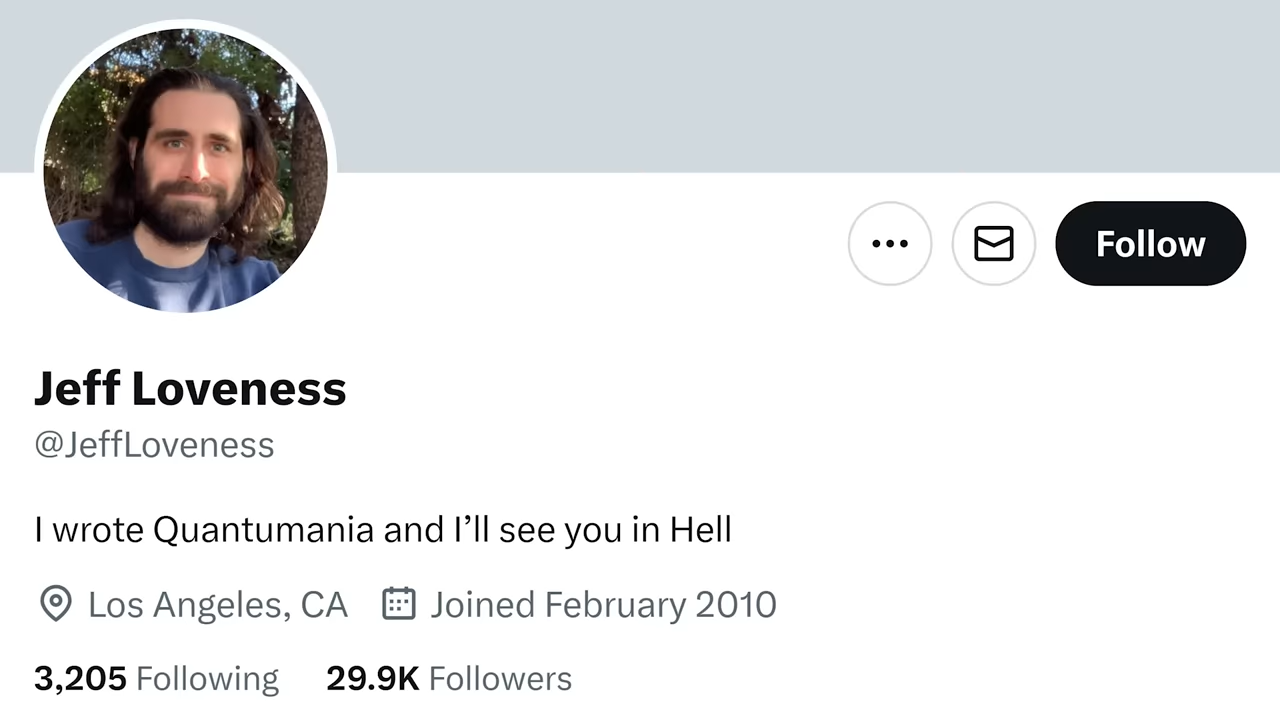 Follow
Jeff Loveness
@JeffLoveness
I wrote Quantumania and I’ll see you in Hell
Los Angeles, CA Joined February 2010
3,205 Following 29.9K Followers